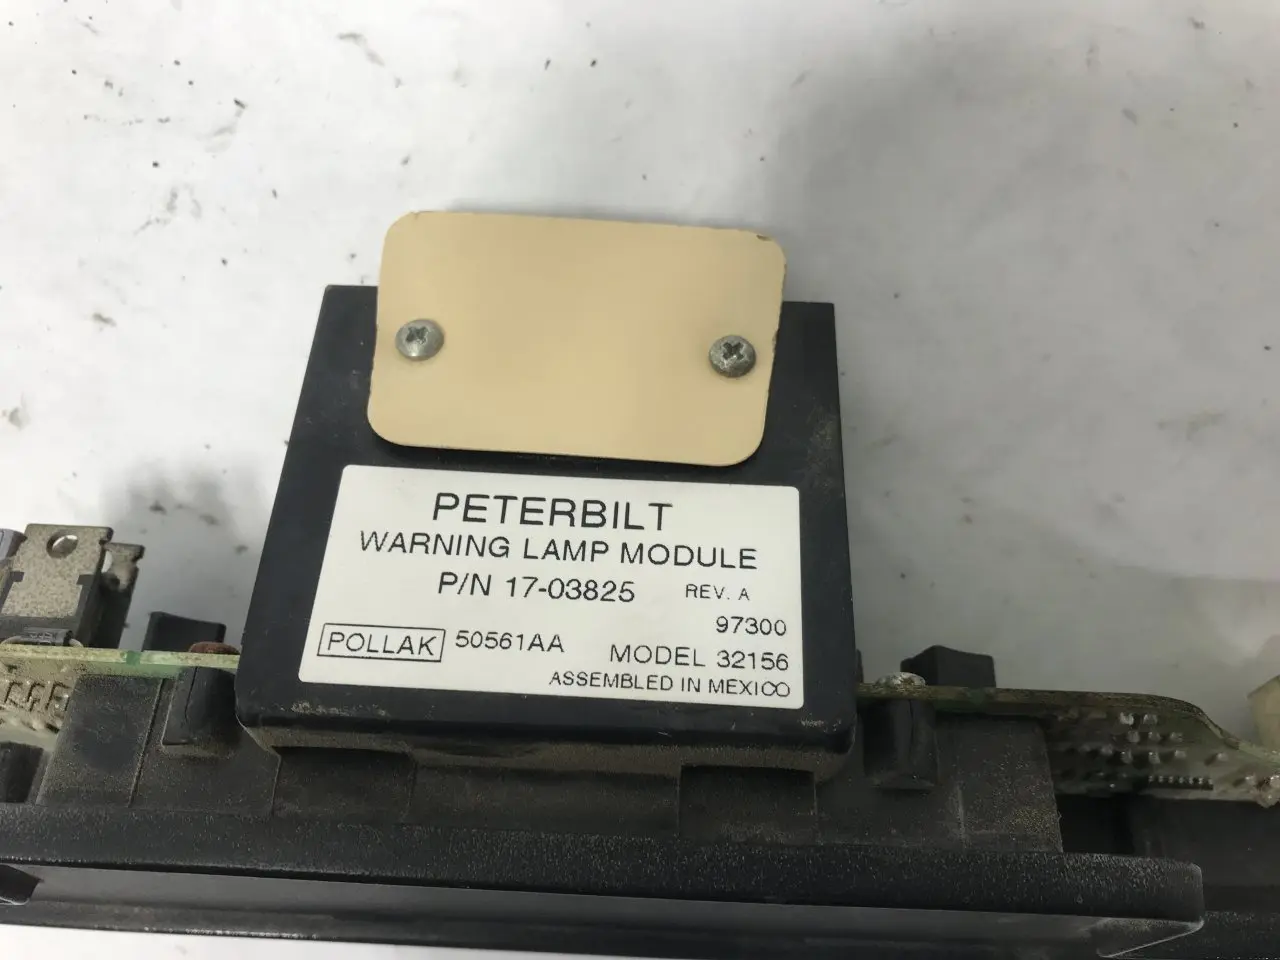 PETERBILT
WARNING LAMP MODULE
P/N 17-03825 REV. A
97300
POLLAK 50561AA MODEL 32156
ASSEMBLED IN MEXICO